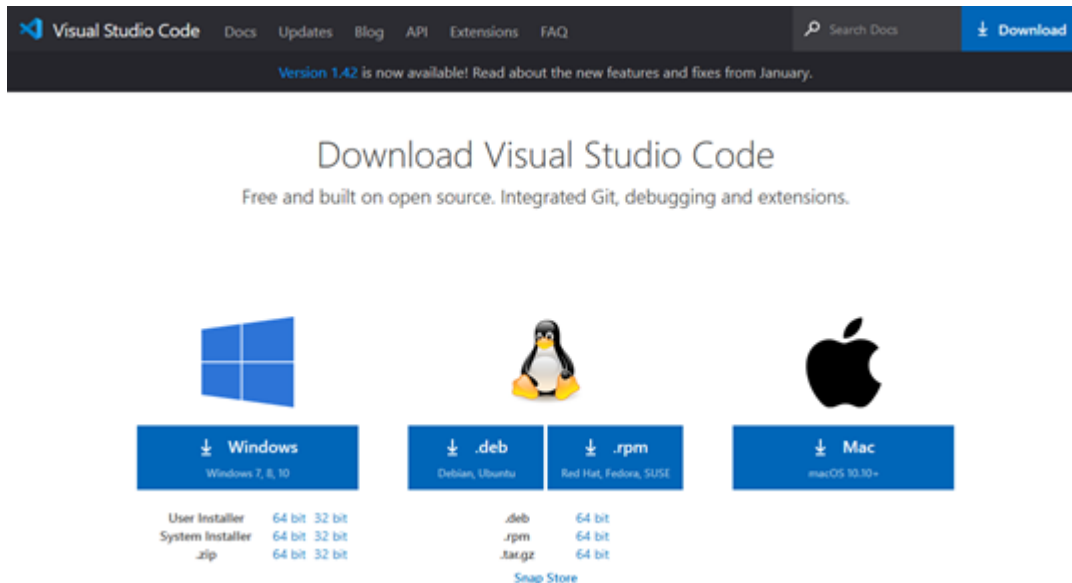 Visual Studio Code Docs Updates Blog API Extensions FAQ Search Docs Download
Version 1.42 is now available! Read about the new features and fixes from January.
Download Visual Studio Code
Free and built on open source. Integrated Git, debugging and extensions.
Windows
Windows 7, 8, 10
.deb
Debian, Ubuntu
.rpm
Red Hat, Fedora, SUSE
Mac
macOS 10.10+
User Installer 64 bit 32 bit
System Installer 64 bit 32 bit
.zip 64 bit 32 bit
.deb 64 bit
.rpm 64 bit
.tar.gz 64 bit
Snap Store